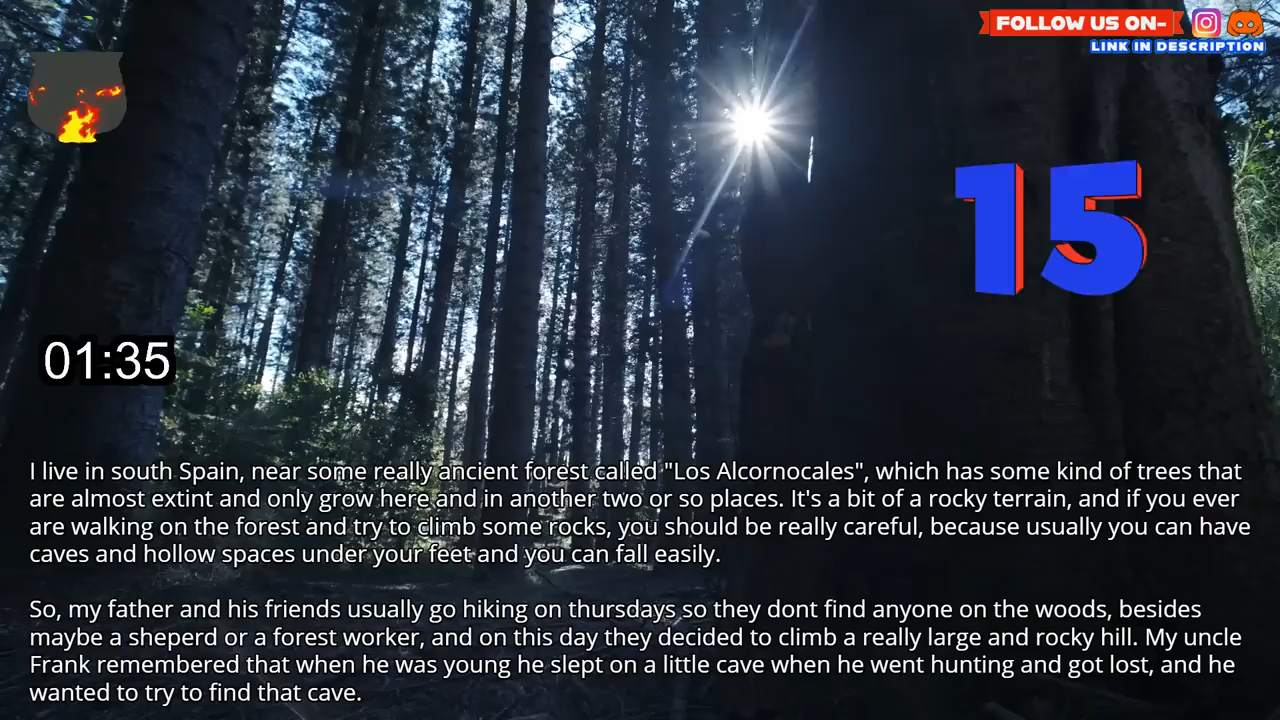 FOLLOW US ON-
LINK IN DESCRIPTION
15
01:35
I live in south Spain, near some really ancient forest called "Los Alcornocales", which has some kind of trees that
are almost extint and only grow here and in another two or so places. It's a bit of a rocky terrain, and if you ever
are walking on the forest and try to climb some rocks, you should be really careful, because usually you can have
caves and hollow spaces under your feet and you can fall easily.
So, my father and his friends usually go hiking on thursdays so they dont find anyone on the woods, besides
maybe a sheperd or a forest worker, and on this day they decided to climb a really large and rocky hill. My uncle
Frank remembered that when he was young he slept on a little cave when he went hunting and got lost, and he
wanted to try to find that cave.